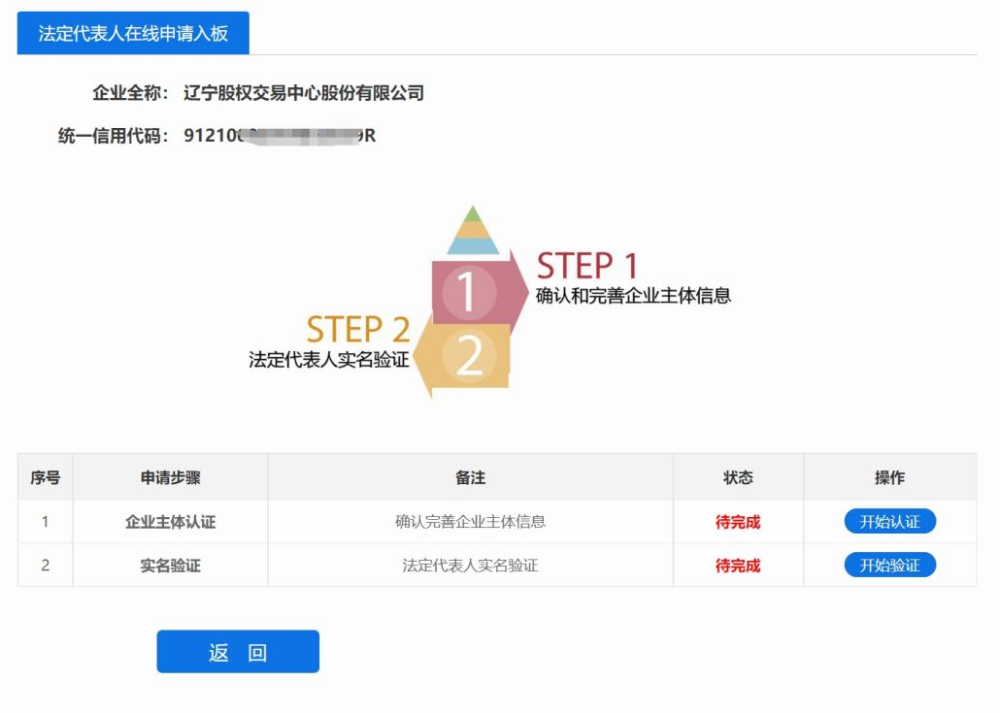 法定代表人在线申请入板
企业全称： 辽宁股权交易中心股份有限公司
统一信用代码： 91210 9R
1
STEP 1
确认和完善企业主体信息
STEP 2
2
法定代表人实名验证
序号 申请步骤 备注 状态 操作
1 企业主体认证 确认完善企业主体信息 待完成 开始认证
2 实名验证 法定代表人实名验证 待完成 开始验证
返 回